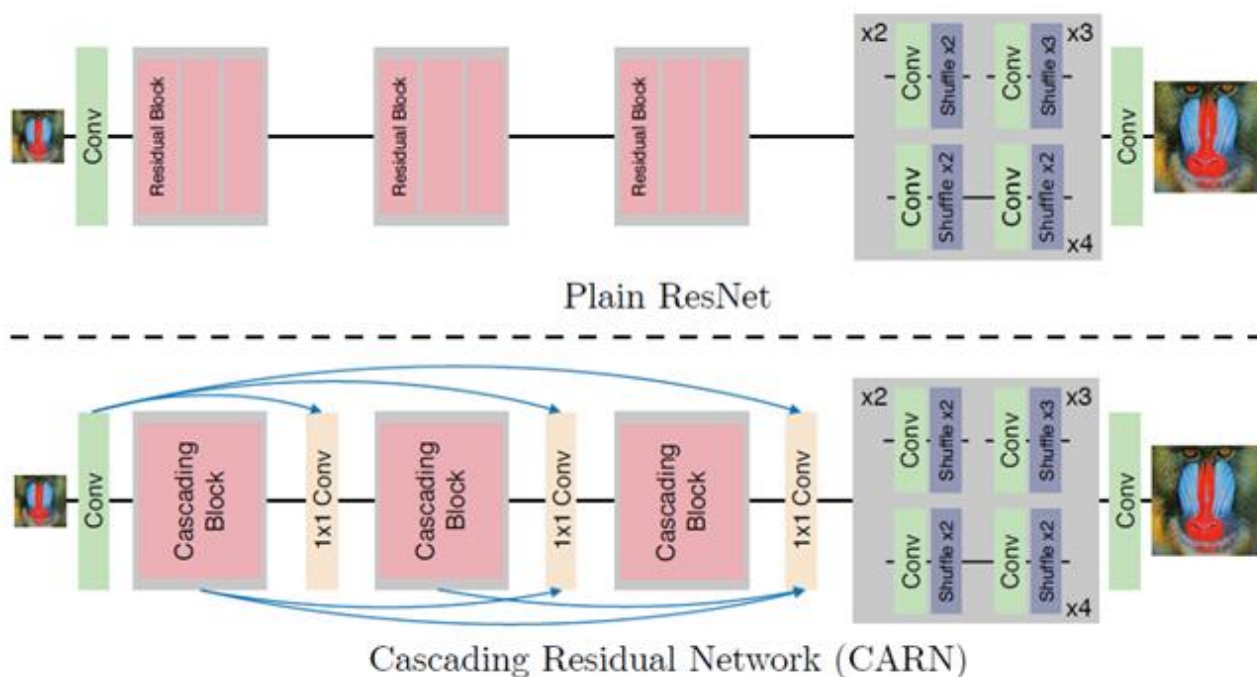 x2
Conv
Shuffle x2
Conv
Shuffle x3
x3
Conv
Residual Block
Residual Block
Residual Block
Conv
Shuffle x2
Conv
Shuffle x2
x4
Conv
Plain ResNet
x2
Conv
Shuffle x2
Conv
Shuffle x3
x3
Conv
Cascading
Block
1x1 Conv
Cascading
Block
1x1 Conv
Cascading
Block
1x1 Conv
Conv
Shuffle x2
Conv
Shuffle x2
x4
Conv
Cascading Residual Network (CARN)